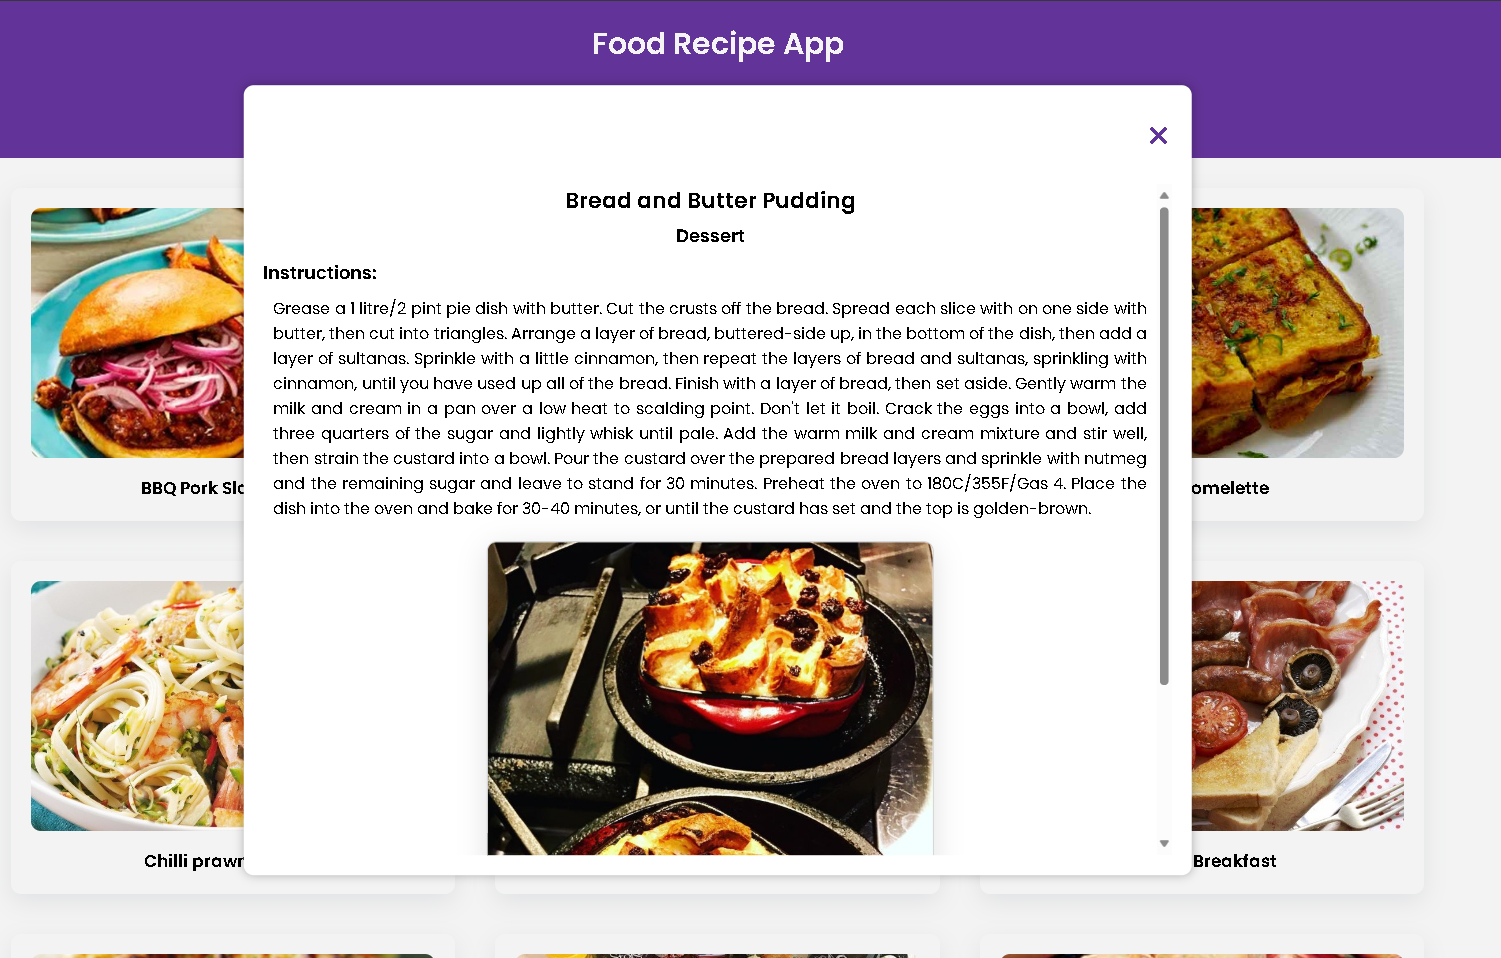 Food Recipe App
×
Bread and Butter Pudding
Dessert
Instructions:
Grease a 1 litre/2 pint pie dish with butter. Cut the crusts off the bread. Spread each slice with on one side with
butter, then cut into triangles. Arrange a layer of bread, buttered-side up, in the bottom of the dish, then add a
layer of sultanas. Sprinkle with a little cinnamon, then repeat the layers of bread and sultanas, sprinkling with
cinnamon, until you have used up all of the bread. Finish with a layer of bread, then set aside. Gently warm the
milk and cream in a pan over a low heat to scalding point. Don't let it boil. Crack the eggs into a bowl, add
three quarters of the sugar and lightly whisk until pale. Add the warm milk and cream mixture and stir well,
then strain the custard into a bowl. Pour the custard over the prepared bread layers and sprinkle with nutmeg
and the remaining sugar and leave to stand for 30 minutes. Preheat the oven to 180C/355F/Gas 4. Place the
dish into the oven and bake for 30-40 minutes, or until the custard has set and the top is golden-brown.
BBQ Pork Slo
omelette
Chilli prawn
Breakfast